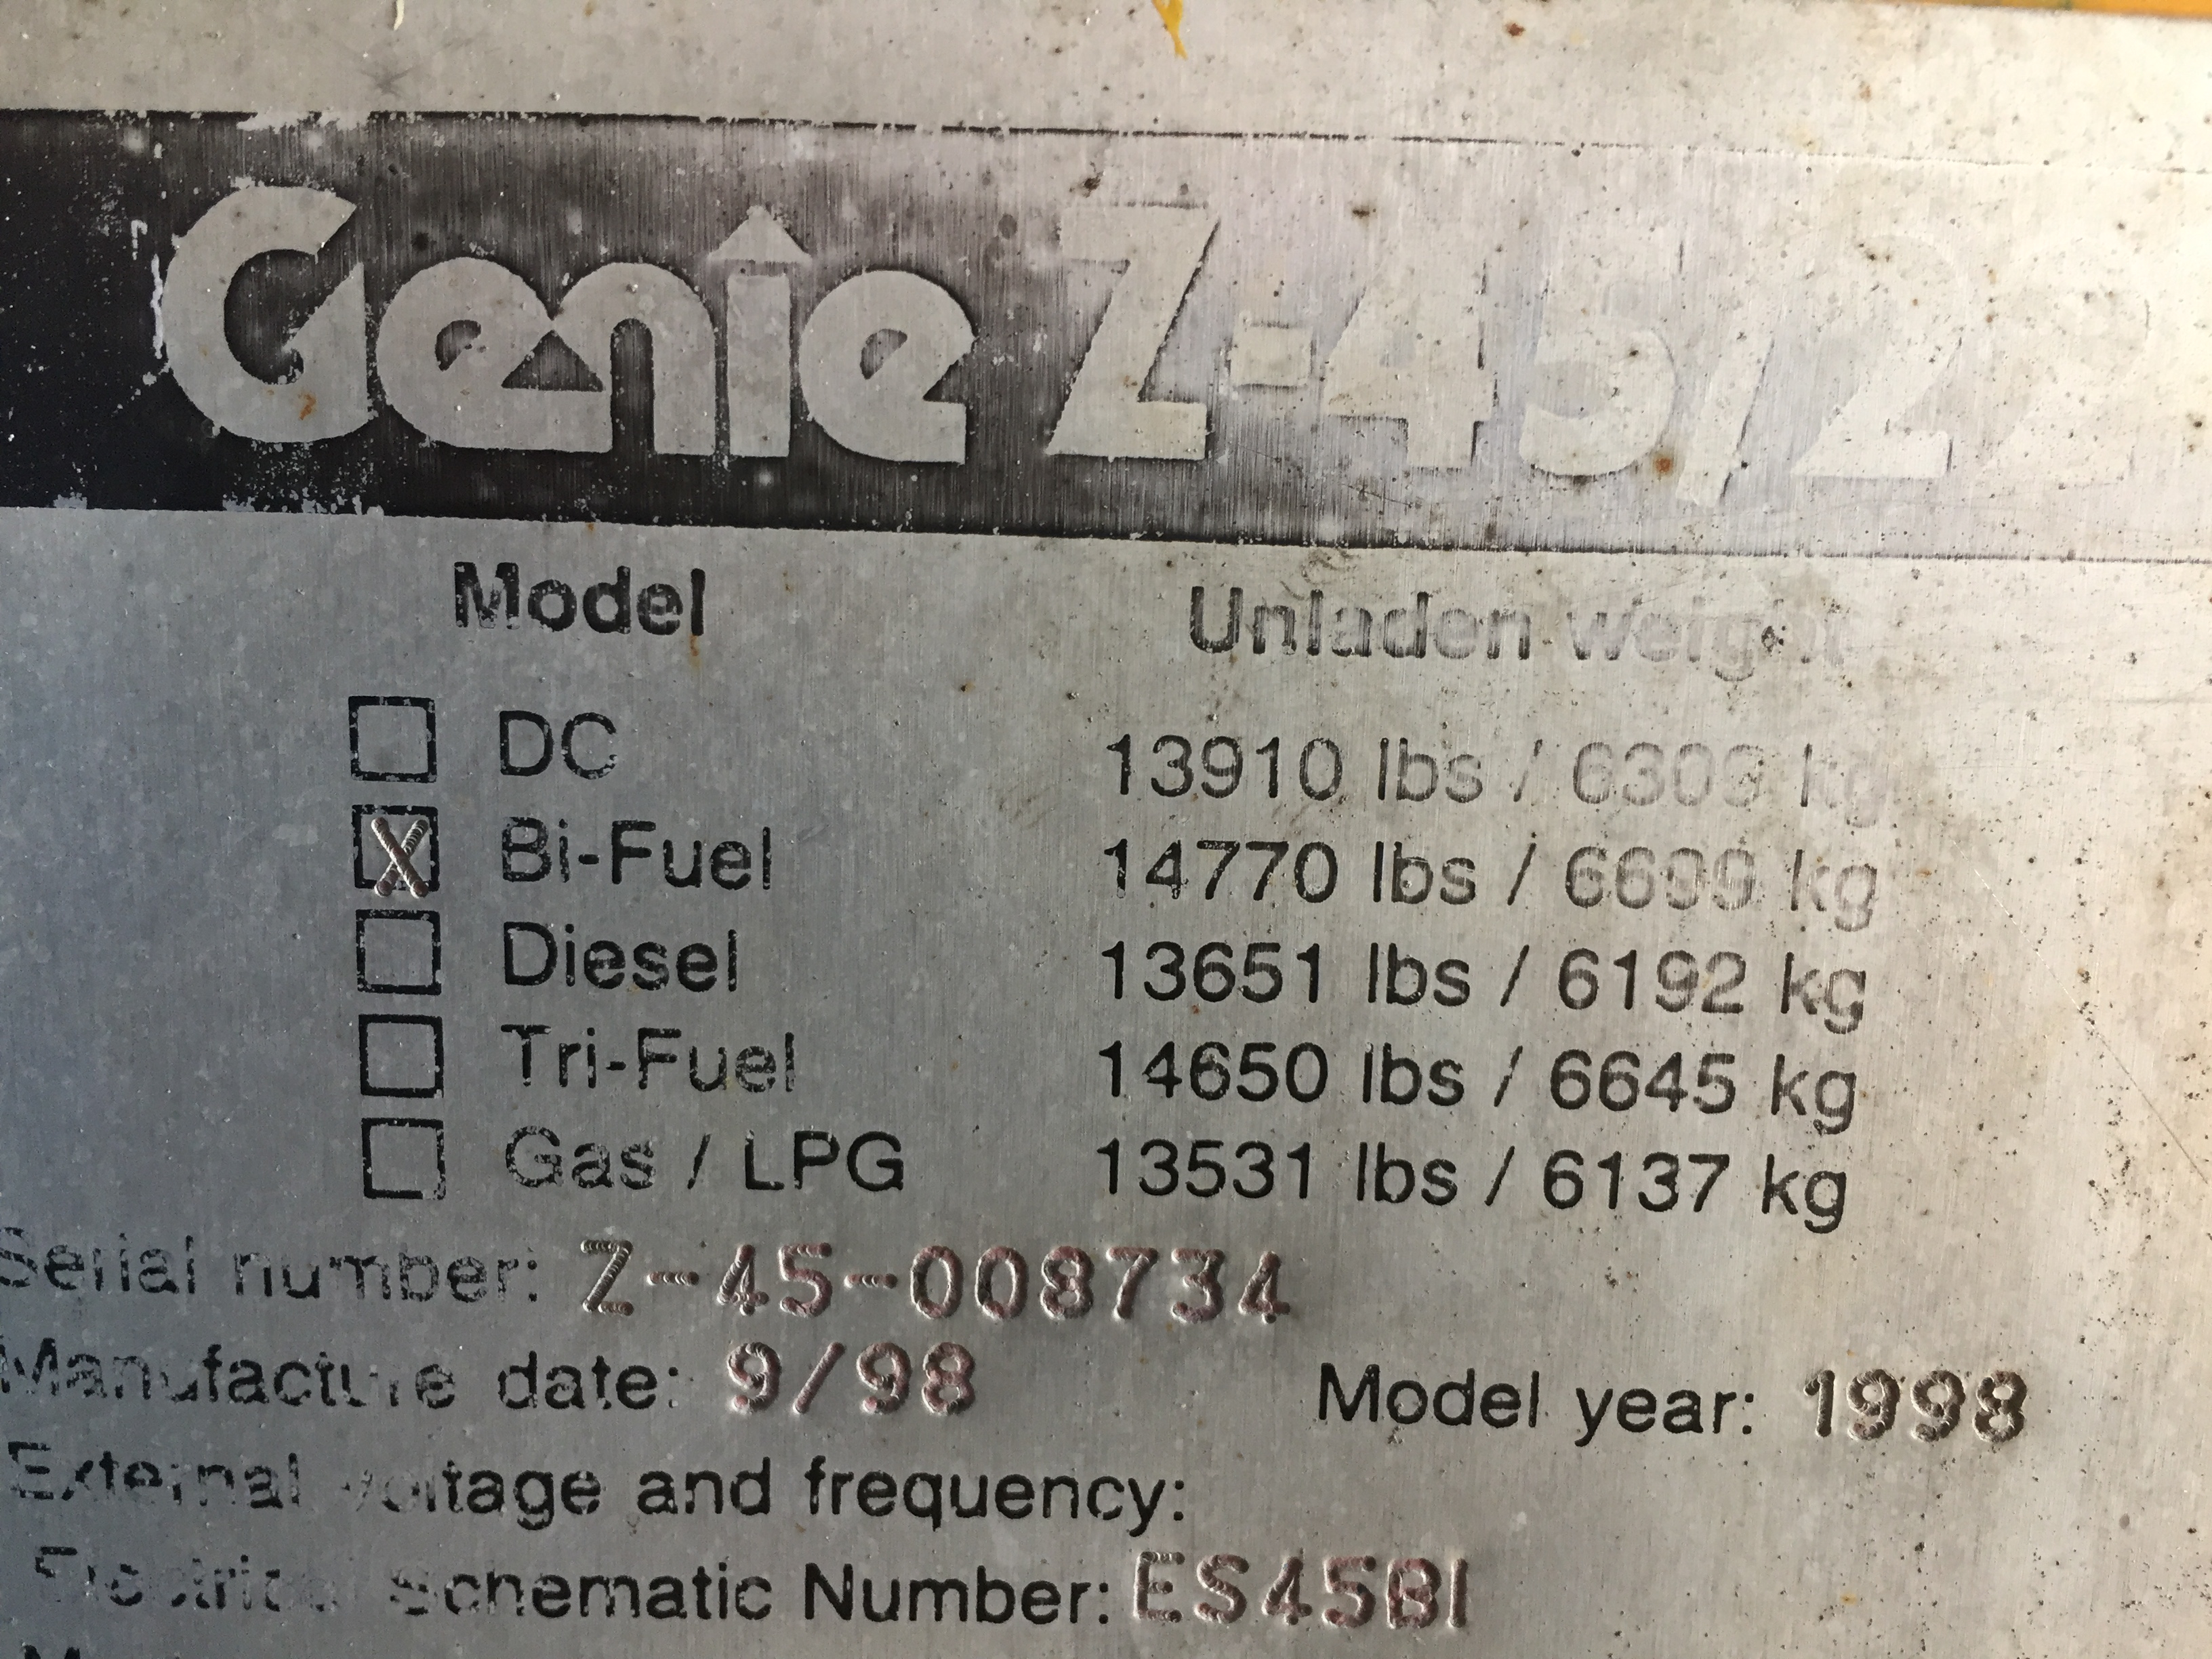 Genie Z-45/22
Model Unladen weight
DC 13910 lbs / 6309 kg
X Bi-Fuel 14770 lbs / 6699 kg
Diesel 13651 lbs / 6192 kg
Tri-Fuel 14650 lbs / 6645 kg
Gas / LPG 13531 lbs / 6137 kg
Serial number: Z-45-008734
Manufacture date: 9/98 Model year: 1998
External voltage and frequency:
Electrical Schematic Number: ES45BI